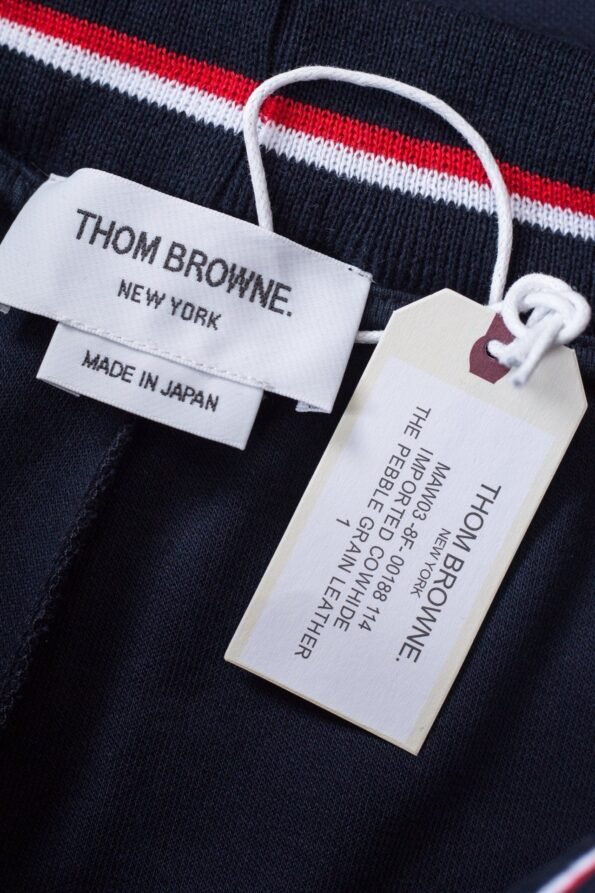 THOM BROWNE.
NEW YORK
MADE IN JAPAN
THOM BROWNE.
NEW YORK
MAW03-8F-00188 114
IMPORTED COWHIDE
THE PEBBLE GRAIN LEATHER
1